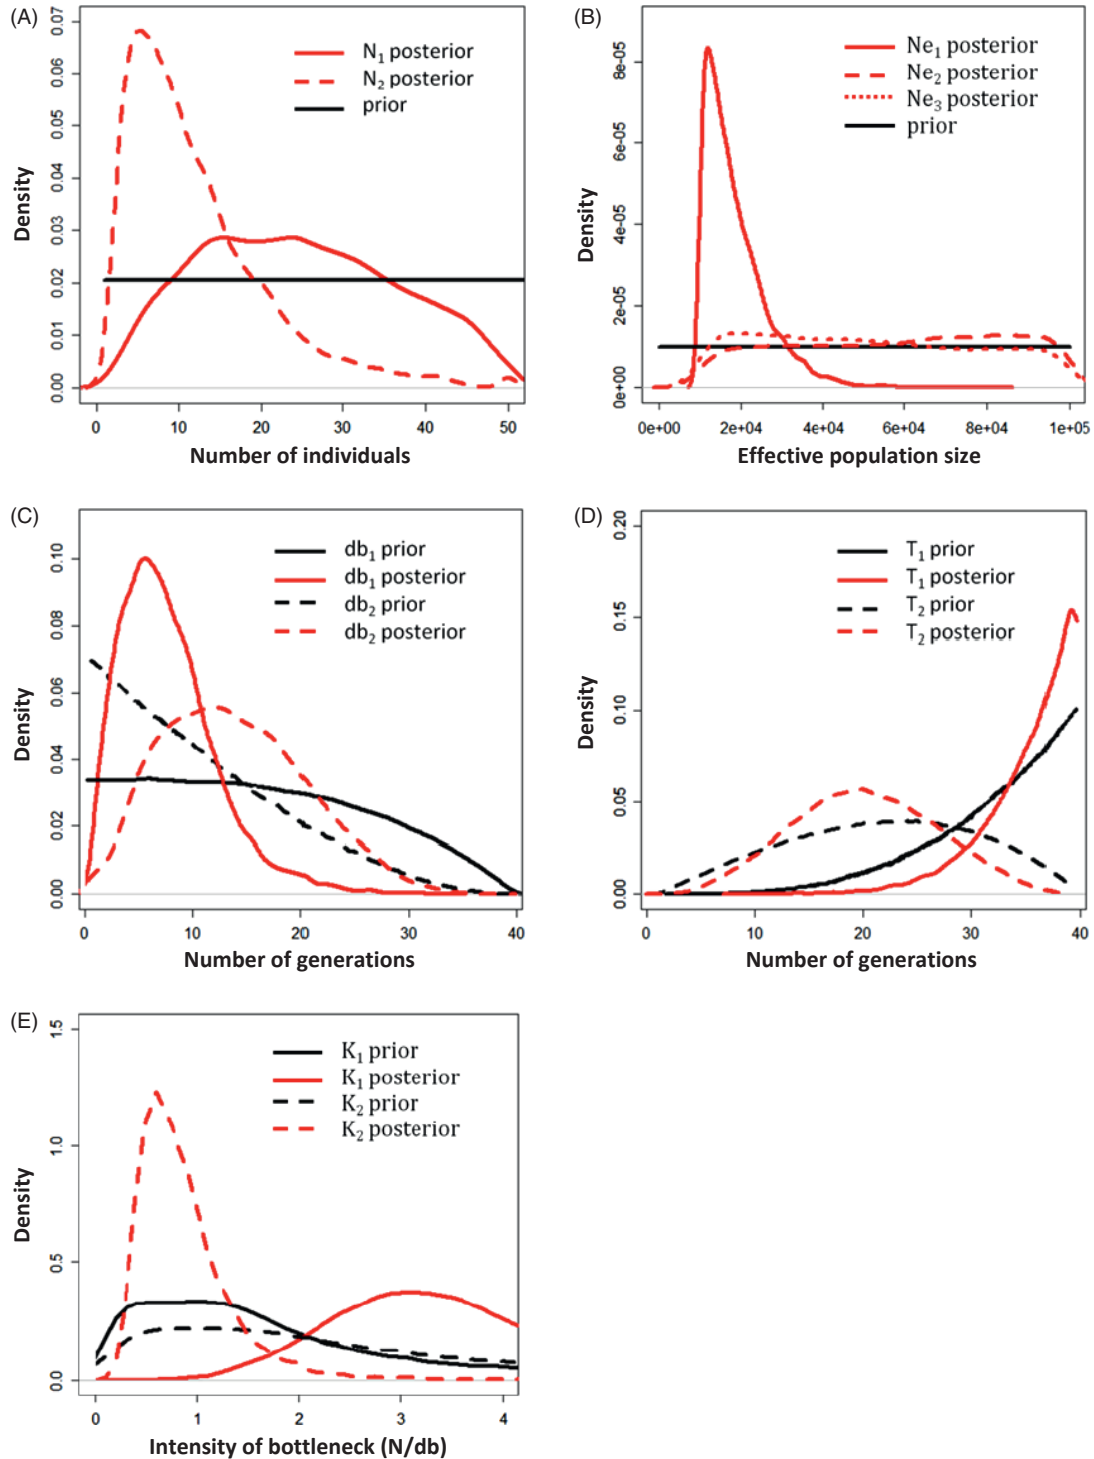 (A)
0.07
0.06
0.05
0.04
0.03
0.02
0.01
0.00
Density
N₁ posterior
N₂ posterior
prior
0 10 20 30 40 50
Number of individuals
(B)
8e-05
6e-05
4e-05
2e-05
0e+00
Density
Ne₁ posterior
Ne₂ posterior
Ne₃ posterior
prior
0e+00 2e+04 4e+04 6e+04 8e+04 1e+05
Effective population size
(C)
0.10
0.08
0.06
0.04
0.02
0.00
Density
db₁ prior
db₁ posterior
db₂ prior
db₂ posterior
0 10 20 30 40
Number of generations
(D)
0.20
0.15
0.10
0.05
0.00
Density
T₁ prior
T₁ posterior
T₂ prior
T₂ posterior
0 10 20 30 40
Number of generations
(E)
1.5
1.0
0.5
0.0
Density
K₁ prior
K₁ posterior
K₂ prior
K₂ posterior
0 1 2 3 4
Intensity of bottleneck (N/db)